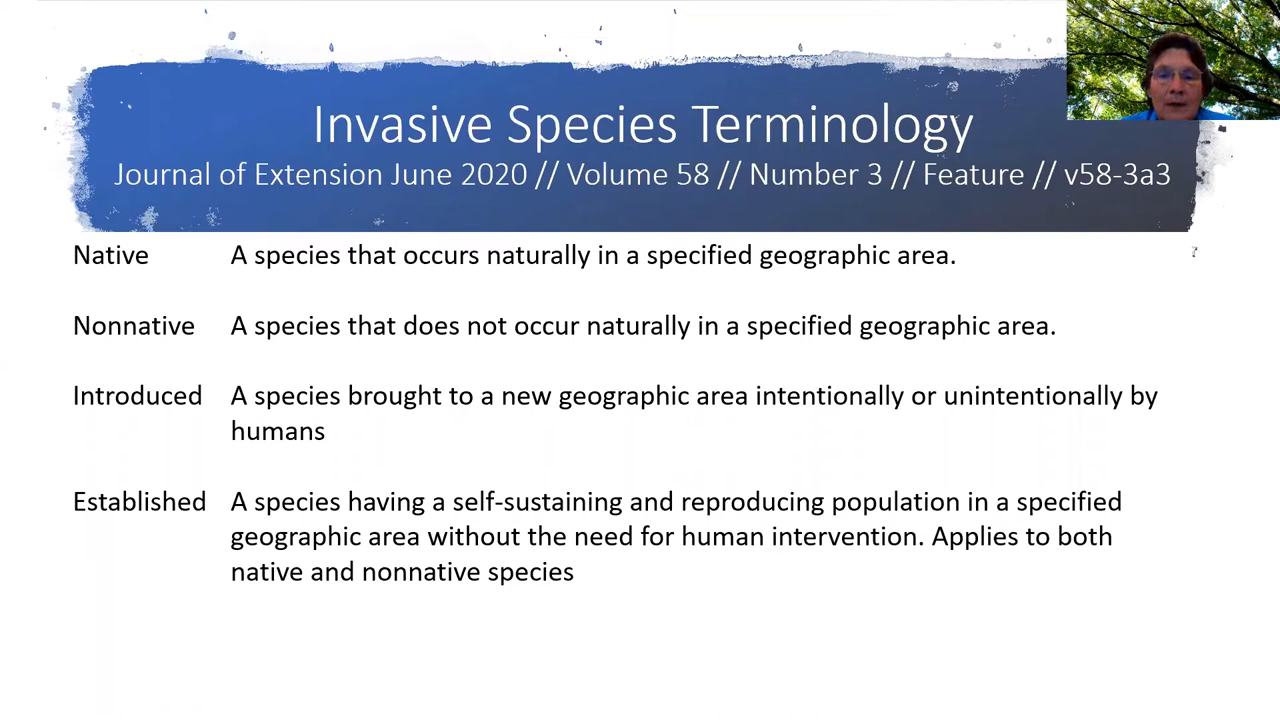 Invasive Species Terminology
Journal of Extension June 2020 // Volume 58 // Number 3 // Feature // v58-3a3
Native A species that occurs naturally in a specified geographic area.
Nonnative A species that does not occur naturally in a specified geographic area.
Introduced A species brought to a new geographic area intentionally or unintentionally by
humans
Established A species having a self-sustaining and reproducing population in a specified
geographic area without the need for human intervention. Applies to both
native and nonnative species